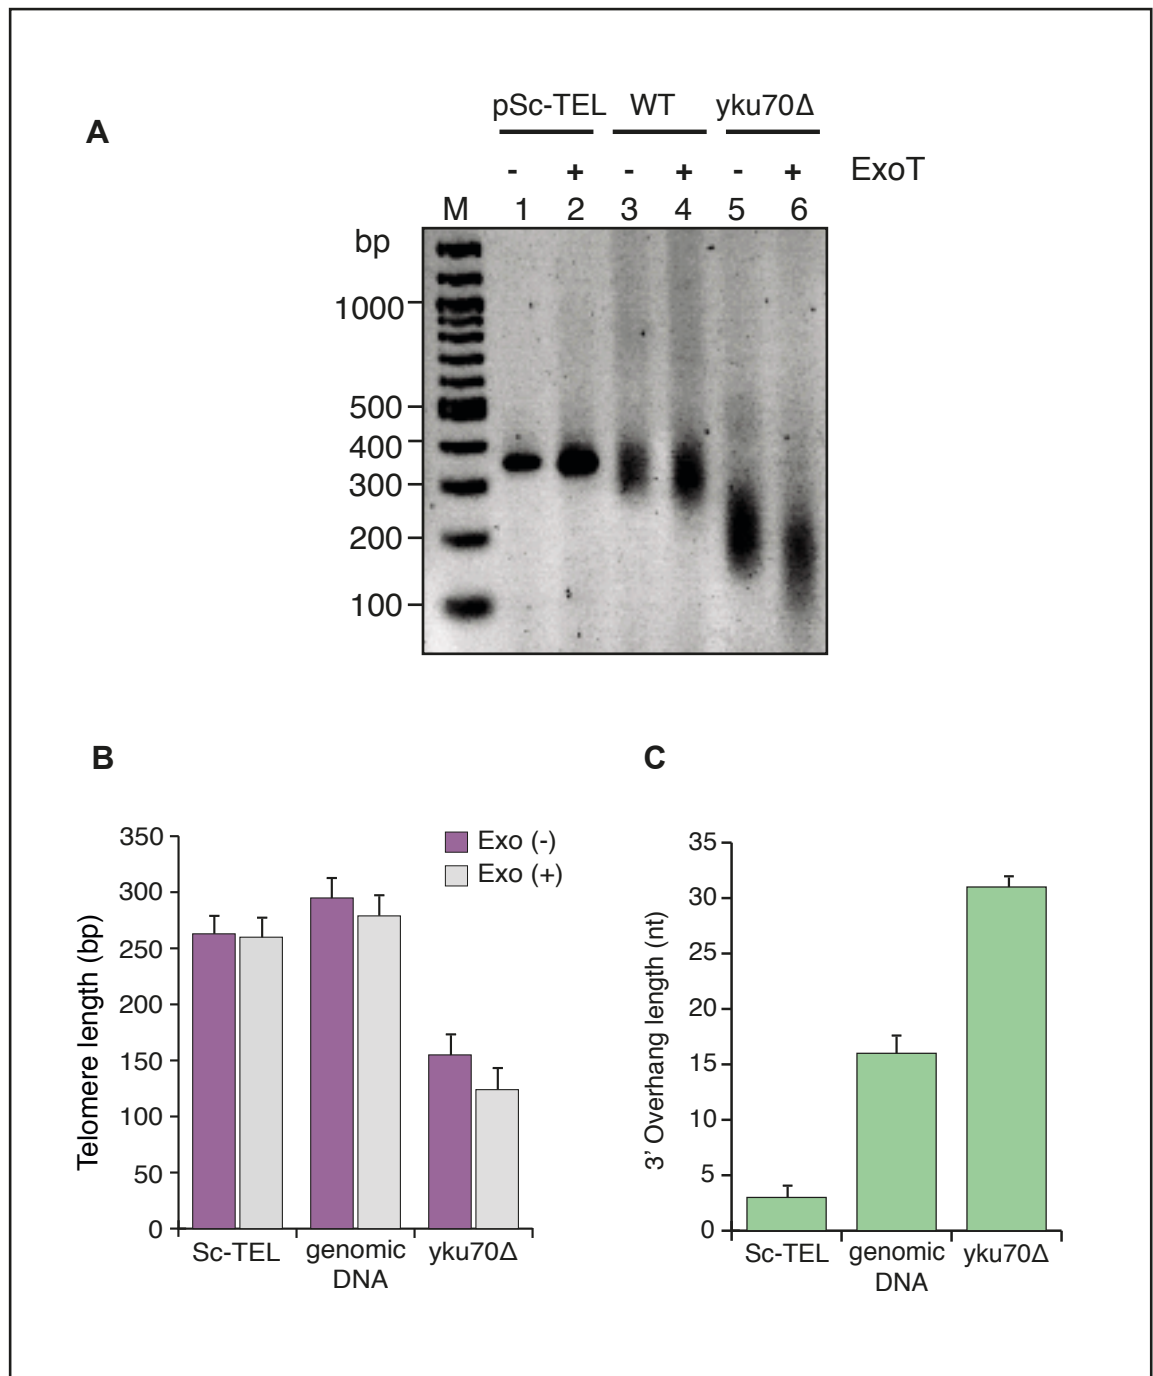 A
pSc-TEL WT yku70Δ
- + - + - + ExoT
M 1 2 3 4 5 6
bp
1000
500
400
300
200
100
B
350
300
250
200
150
100
50
0
Telomere length (bp)
Exo (-)
Exo (+)
Sc-TEL genomic DNA yku70Δ
C
35
30
25
20
15
10
5
0
3’ Overhang length (nt)
Sc-TEL genomic DNA yku70Δ